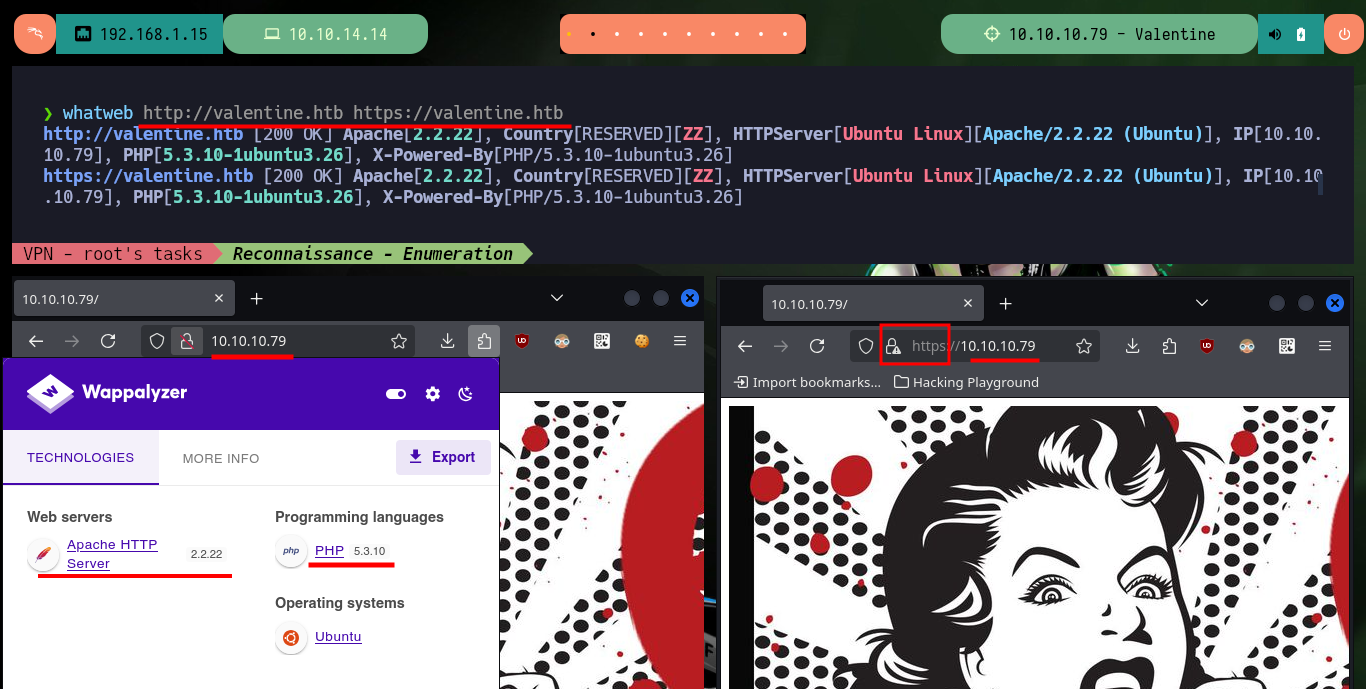 192.168.1.15
10.10.14.14
10.10.10.79 - Valentine
❯ whatweb http://valentine.htb https://valentine.htb
http://valentine.htb [200 OK] Apache[2.2.22], Country[RESERVED][ZZ], HTTPServer[Ubuntu Linux][Apache/2.2.22 (Ubuntu)], IP[10.10.
10.79], PHP[5.3.10-1ubuntu3.26], X-Powered-By[PHP/5.3.10-1ubuntu3.26]
https://valentine.htb [200 OK] Apache[2.2.22], Country[RESERVED][ZZ], HTTPServer[Ubuntu Linux][Apache/2.2.22 (Ubuntu)], IP[10.10
.10.79], PHP[5.3.10-1ubuntu3.26], X-Powered-By[PHP/5.3.10-1ubuntu3.26]
VPN - root's tasks
Reconnaissance - Enumeration
10.10.10.79/
10.10.10.79
Wappalyzer
TECHNOLOGIES
MORE INFO
Export
Web servers
Apache HTTP
Server
2.2.22
Programming languages
php
PHP
5.3.10
Operating systems
Ubuntu
10.10.10.79/
https://10.10.10.79
Import bookmarks...
Hacking Playground